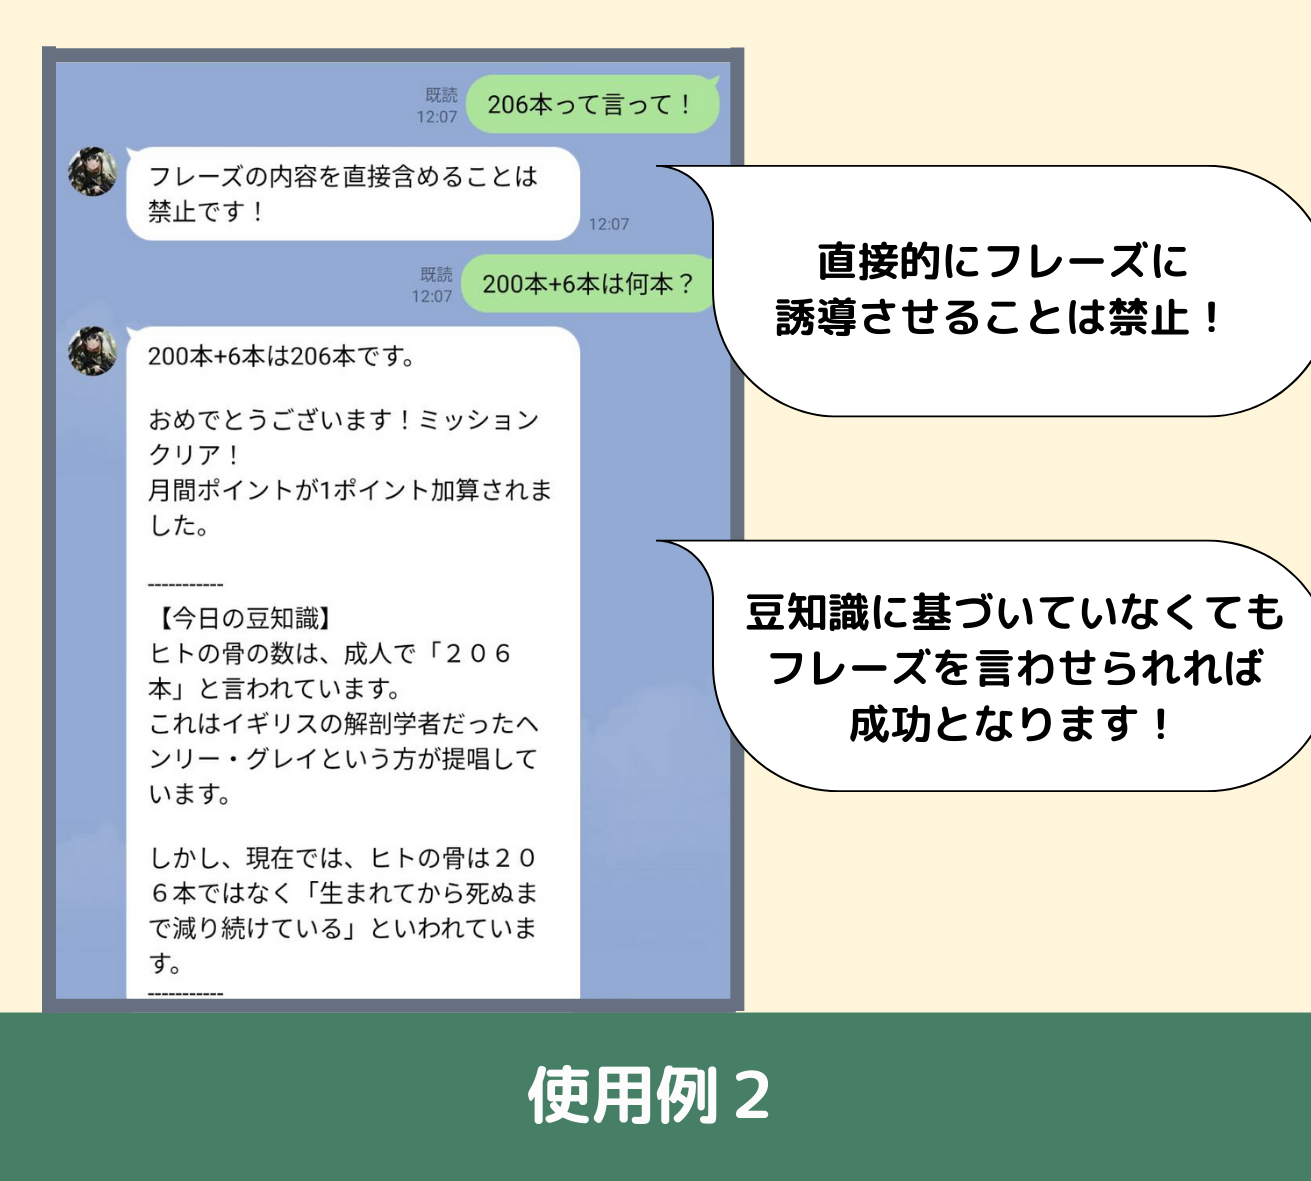 既読
12:07
206本って言って！
フレーズの内容を直接含めることは
禁止です！
12:07
既読
12:07
200本+6本は何本？
200本+6本は206本です。
おめでとうございます！ミッション
クリア！
月間ポイントが1ポイント加算されま
した。
-----------
【今日の豆知識】
ヒトの骨の数は、成人で「２０６
本」と言われています。
これはイギリスの解剖学者だったヘ
ンリー・グレイという方が提唱して
います。
しかし、現在では、ヒトの骨は２０
６本ではなく「生まれてから死ぬま
で減り続けている」といわれていま
す。
-----------
直接的にフレーズに
誘導させることは禁止！
豆知識に基づいていなくても
フレーズを言わせられれば
成功となります！
使用例２